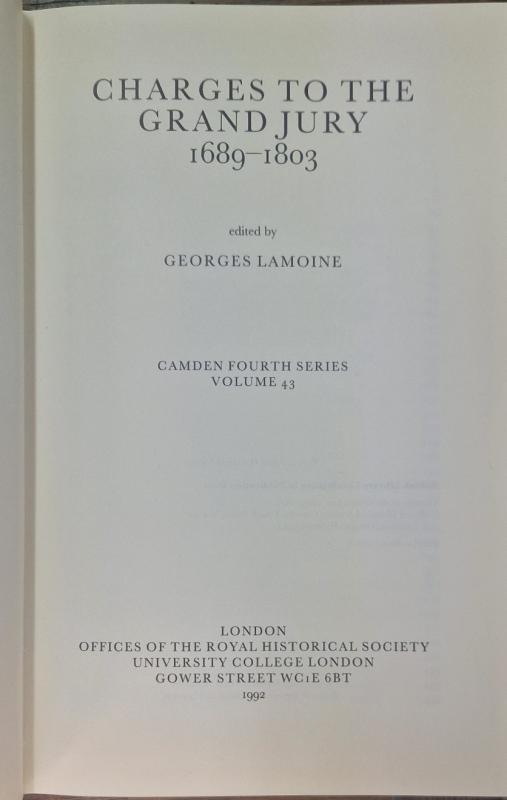 CHARGES TO THE
GRAND JURY
1689–1803
edited by
GEORGES LAMOINE
CAMDEN FOURTH SERIES
VOLUME 43
LONDON
OFFICES OF THE ROYAL HISTORICAL SOCIETY
UNIVERSITY COLLEGE LONDON
GOWER STREET WC1E 6BT
1992